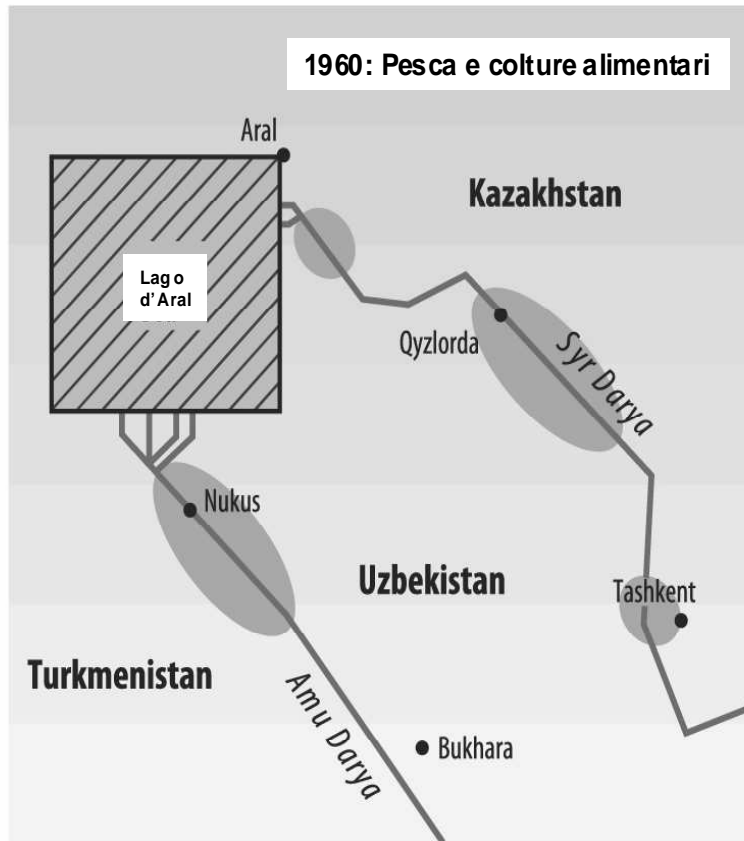 1960: Pesca e colture alimentari
Aral
Kazakhstan
Lago
d'Aral
Qyzlorda
Syr Darya
Nukus
Uzbekistan
Tashkent
Turkmenistan
Amu Darya
Bukhara